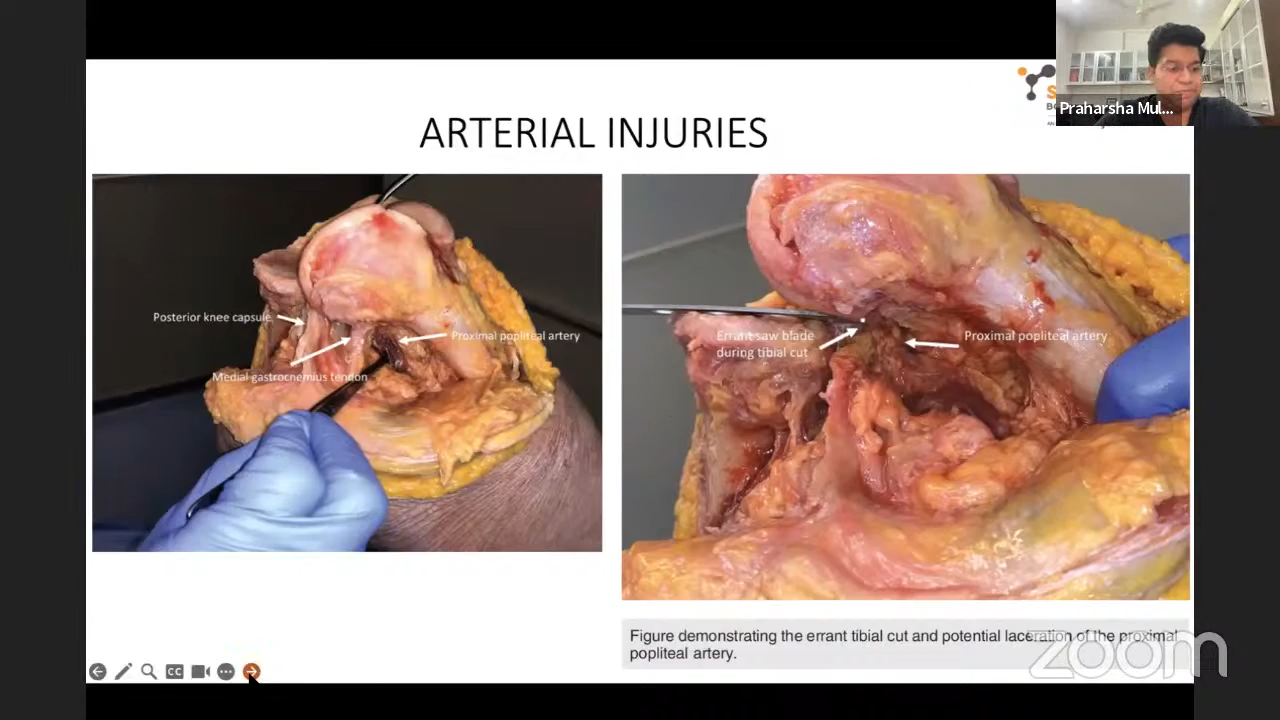 Praharsha Mul...
ARTERIAL INJURIES
Posterior knee capsule
Proximal popliteal artery
Medial gastrocnemius tendon
Errant saw blade
during tibial cut
Proximal popliteal artery
Figure demonstrating the errant tibial cut and potential laceration of the proximal
popliteal artery.
CC
zoom